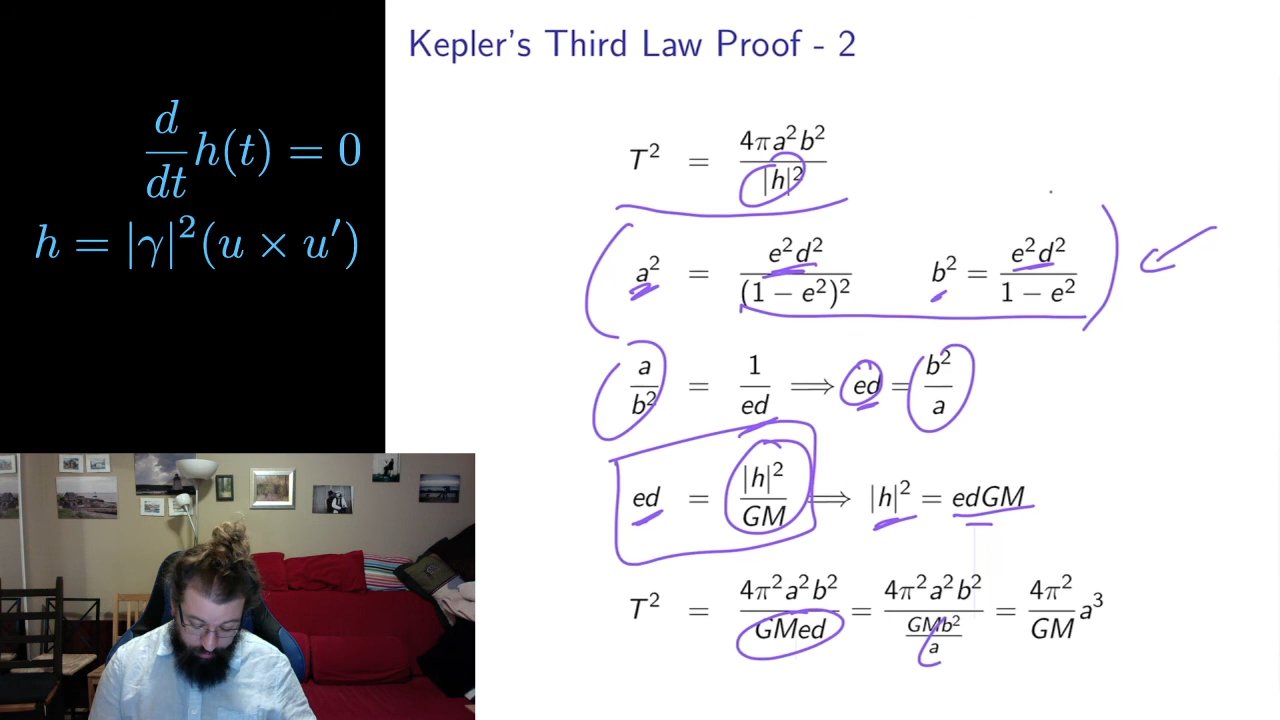 d/dt h(t) = 0
h = |γ|²(u × u′)
Kepler's Third Law Proof - 2
T² = 4πa²b² / |h|²
a² = e²d² / (1 − e²)² b² = e²d² / 1 − e²
a / b² = 1 / ed ⟹ ed = b² / a
ed = |h|² / GM ⟹ |h|² = edGM
T² = 4π²a²b² / GMed = 4π²a²b² / (GMb² / a) = 4π² / GM a³